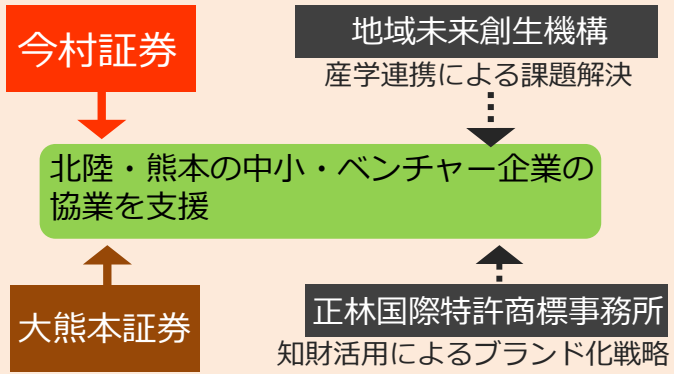 今村証券
地域未来創生機構
産学連携による課題解決
北陸・熊本の中小・ベンチャー企業の
協業を支援
大熊本証券
正林国際特許商標事務所
知財活用によるブランド化戦略